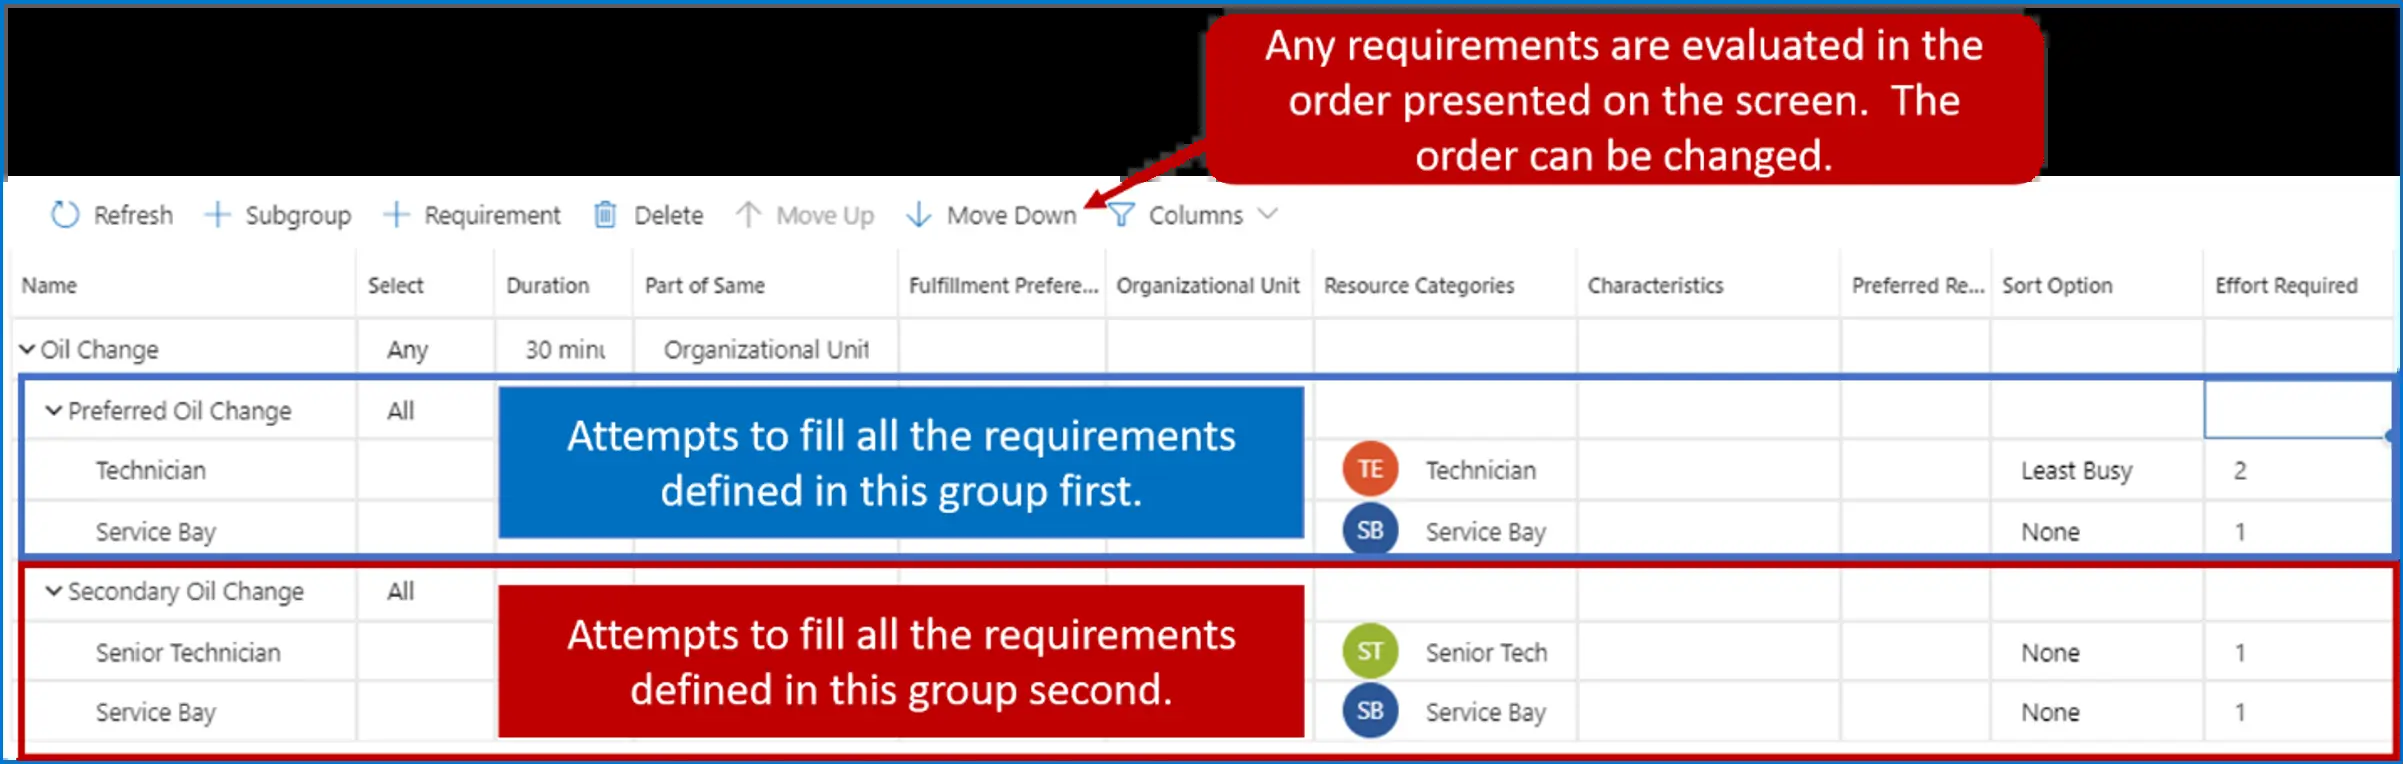 Any requirements are evaluated in the
order presented on the screen. The
order can be changed.
Refresh Subgroup Requirement Delete Move Up Move Down Columns
Name Select Duration Part of Same Fulfillment Prefere... Organizational Unit Resource Categories Characteristics Preferred Re... Sort Option Effort Required
Oil Change Any 30 minu Organizational Unit
Preferred Oil Change All
Attempts to fill all the requirements
defined in this group first.
Technician TE Technician Least Busy 2
Service Bay SB Service Bay None 1
Secondary Oil Change All
Attempts to fill all the requirements
defined in this group second.
Senior Technician ST Senior Tech None 1
Service Bay SB Service Bay None 1